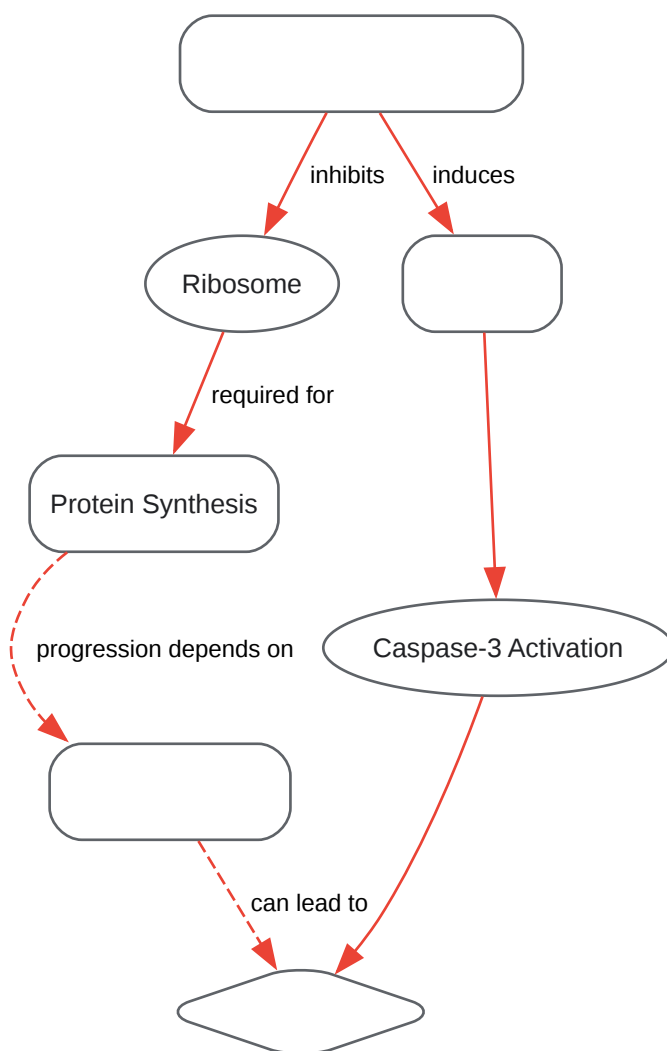 inhibits
induces
Ribosome
required for
Protein Synthesis
progression depends on
Caspase-3 Activation
can lead to